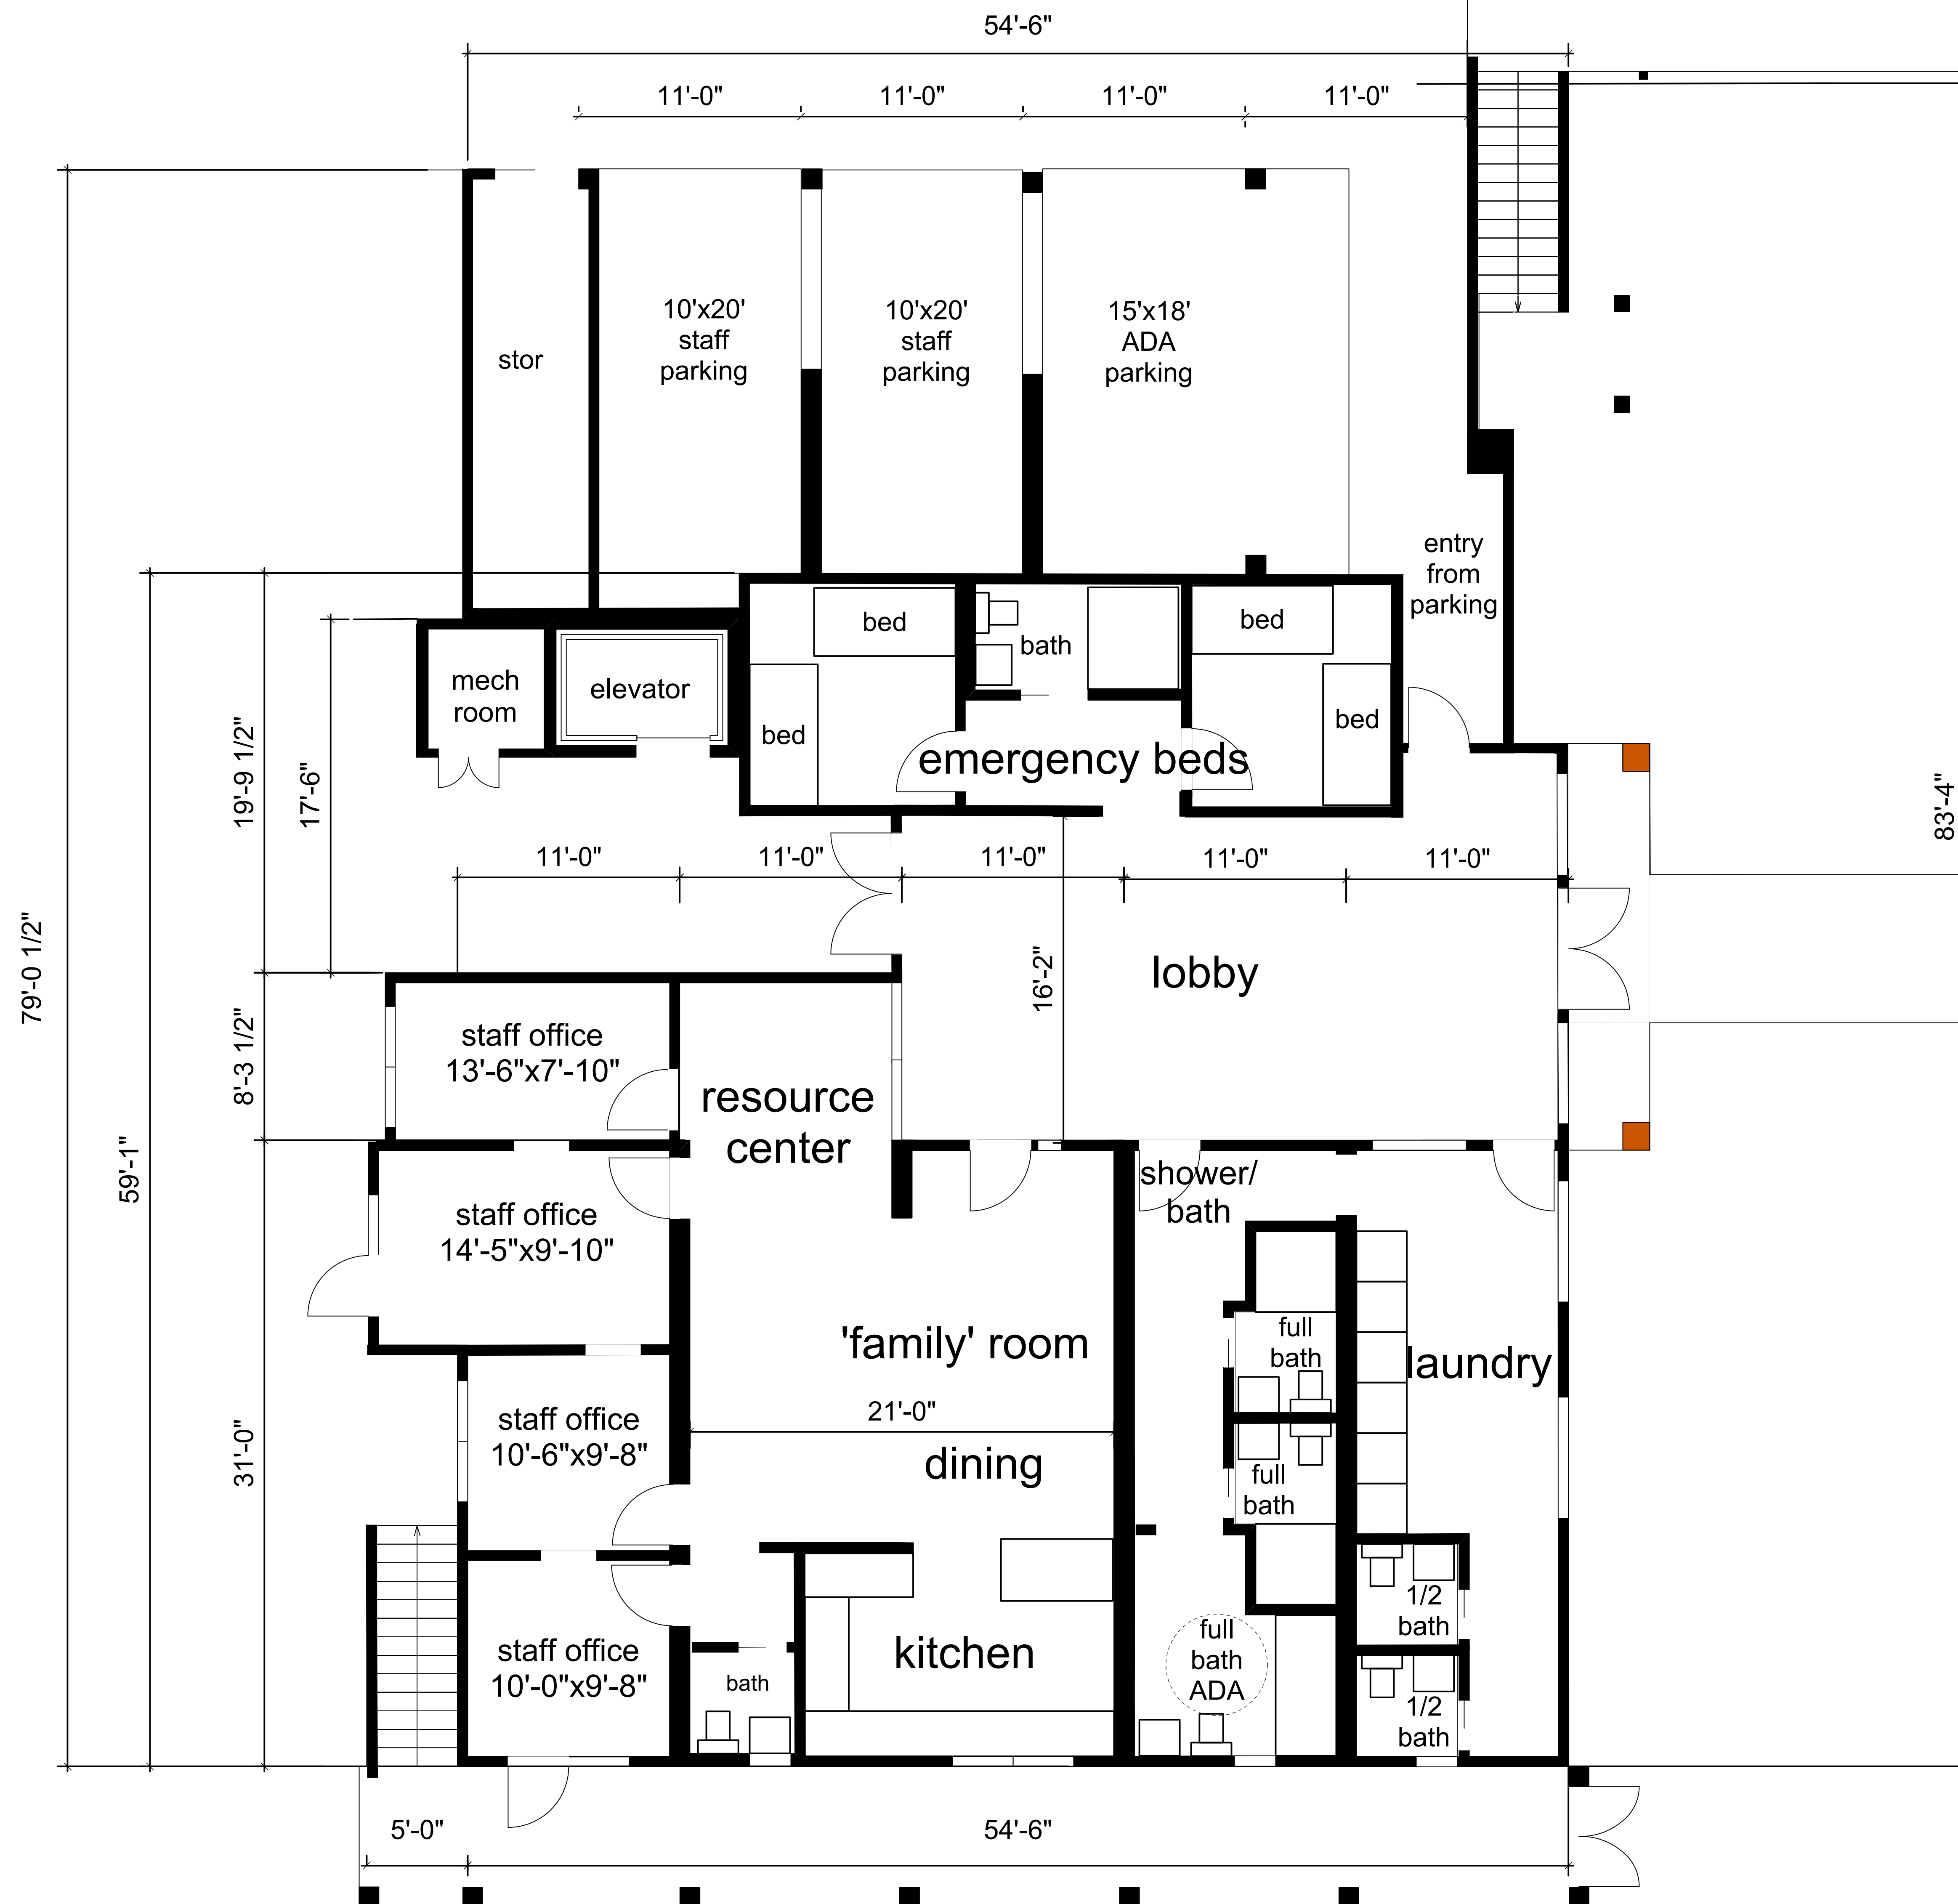 54'-6"
11'-0"
11'-0"
11'-0"
11'-0"
10'x20'
staff
parking
10'x20'
staff
parking
15'x18'
ADA
parking
stor
entry
from
parking
bed
bath
bed
mech
room
elevator
bed
bed
emergency beds
19'-9 1/2"
17'-6"
83'-4"
11'-0"
11'-0"
11'-0"
11'-0"
11'-0"
79'-0 1/2"
16'-2"
lobby
8'-3 1/2"
staff office
13'-6"x7'-10"
resource
center
59'-1"
shower/
bath
staff office
14'-5"x9'-10"
'family' room
full
bath
laundry
21'-0"
31'-0"
staff office
10'-6"x9'-8"
dining
full
bath
1/2
bath
staff office
10'-0"x9'-8"
bath
kitchen
full
bath
ADA
1/2
bath
5'-0"
54'-6"